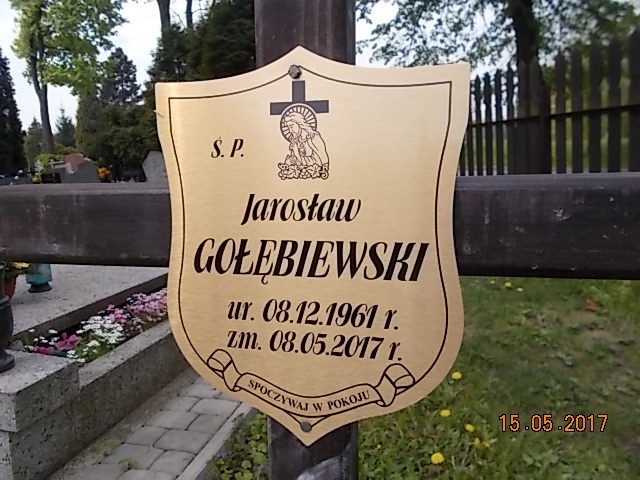 Ś. P.
Jarosław
GOŁĘBIEWSKI
ur. 08.12.1961 r.
zm. 08.05.2017 r.
SPOCZYWAJ W POKOJU
15.05.2017